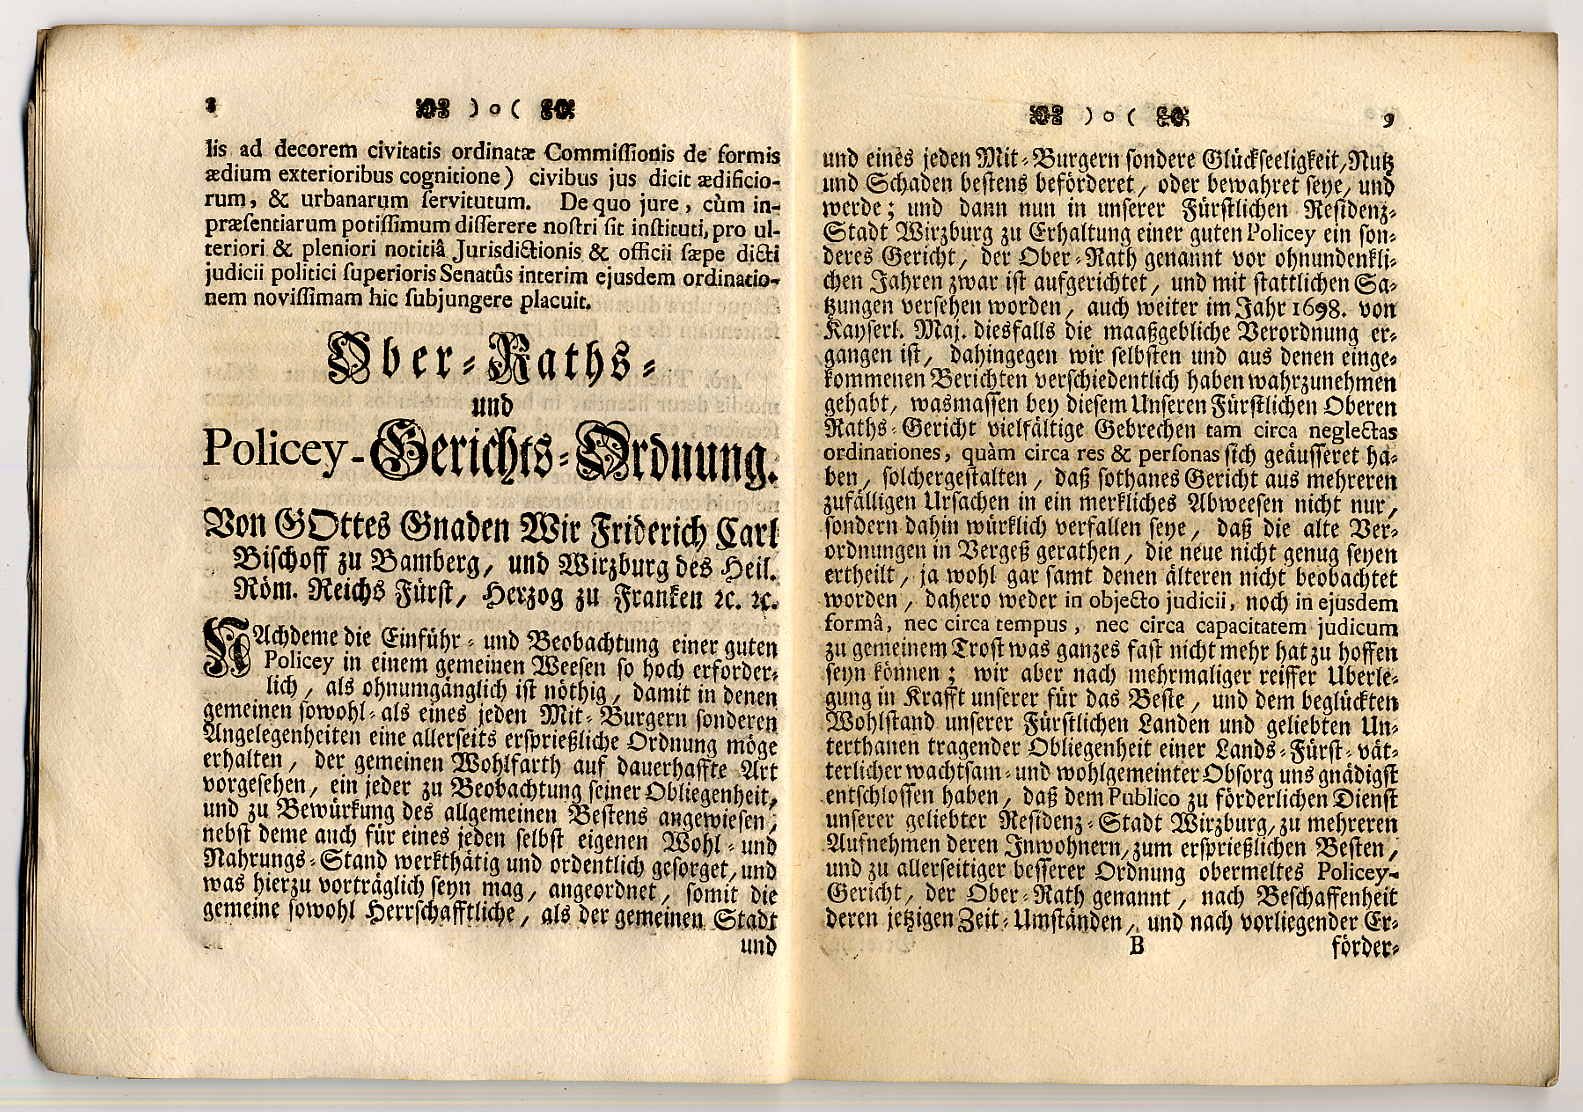 8 ) o (
lis ad decorem civitatis ordinatæ Commiſſionis de formis
ædium exterioribus cognitione) civibus jus dicit ædificio-
rum, & urbanarum ſervitutum. De quo jure, cùm in-
præſentiarum potiſſimum diſſerere noſtri ſit inſtituti, pro ul-
teriori & pleniori notitiâ Jurisdictionis & officii ſæpe dicti
judicii politici ſuperioris Senatûs interim ejusdem ordinatio-
nem noviſſimam hic ſubjungere placuit.
Ober-Raths-
und
Policey-Gerichts-Ordnung.
Von GOttes Gnaden Wir Friderich Carl
Biſchoff zu Bamberg, und Wirzburg des Heil.
Röm. Reichs Fürſt, Herzog zu Franken ꝛc. ꝛc.
NAchdeme die Einführ- und Beobachtung einer guten
Policey in einem gemeinen Weeſen ſo hoch erforder-
lich, als ohnumgänglich iſt nöthig, damit in denen
gemeinen ſowohl- als eines jeden Mit-Burgern ſonderen
Angelegenheiten eine allerſeits erſprießliche Ordnung möge
erhalten, der gemeinen Wohlfarth auf dauerhaffte Art
vorgeſehen, ein jeder zu Beobachtung ſeiner Obliegenheit,
und zu Bewürkung des allgemeinen Beſtens angewieſen,
nebſt deme auch für eines jeden ſelbſt eigenen Wohl- und
Nahrungs-Stand werkthätig und ordentlich geſorget, und
was hierzu vorträglich ſeyn mag, angeordnet, ſomit die
gemeine ſowohl Herrſchafftliche, als der gemeinen Stadt
und
) o ( 9
und eines jeden Mit-Burgern ſondere Glückſeeligkeit, Nutz
und Schaden beſtens beförderet, oder bewahret ſeye, und
werde; und dann nun in unſerer Fürſtlichen Reſidenz-
Stadt Wirzburg zu Erhaltung einer guten Policey ein ſon-
deres Gericht, der Ober-Rath genannt vor ohnundenkli-
chen Jahren zwar iſt aufgerichtet, und mit ſtattlichen Sa-
tzungen verſehen worden, auch weiter im Jahr 1698. von
Kayſerl. Maj. diesfalls die maaßgebliche Verordnung er-
gangen iſt, dahingegen wir ſelbſten und aus denen einge-
kommenen Berichten verſchiedentlich haben wahrzunehmen
gehabt, wasmaſſen bey dieſem Unſeren Fürſtlichen Oberen
Raths-Gericht vielfältige Gebrechen tam circa neglectas
ordinationes, quàm circa res & perſonas ſich geäuſſeret ha-
ben, ſolchergeſtalten, daß ſothanes Gericht aus mehreren
zufälligen Urſachen in ein merkliches Abweeſen nicht nur,
ſondern dahin würklich verfallen ſeye, daß die alte Ver-
ordnungen in Vergeß gerathen, die neue nicht genug ſeyen
ertheilt, ja wohl gar ſamt denen älteren nicht beobachtet
worden, dahero weder in objecto judicii, noch in ejusdem
formâ, nec circa tempus, nec circa capacitatem judicum
zu gemeinem Troſt was ganzes faſt nicht mehr hat zu hoffen
ſeyn können; wir aber nach mehrmaliger reiffer Uberle-
gung in Krafft unſerer für das Beſte, und dem beglückten
Wohlſtand unſerer Fürſtlichen Landen und geliebten Un-
terthanen tragender Obliegenheit einer Lands-Fürſt-vät-
terlicher wachtſam- und wohlgemeinter Obſorg uns gnädigſt
entſchloſſen haben, daß dem Publico zu förderlichen Dienſt
unſerer geliebter Reſidenz-Stadt Wirzburg, zu mehreren
Aufnehmen deren Inwohnern, zum erſprießlichen Beſten,
und zu allerſeitiger beſſerer Ordnung obermeltes Policey-
Gericht, der Ober-Rath genannt, nach Beſchaffenheit
deren jetzigen Zeit-Umſtänden, und nach vorliegender Er-
B förder-